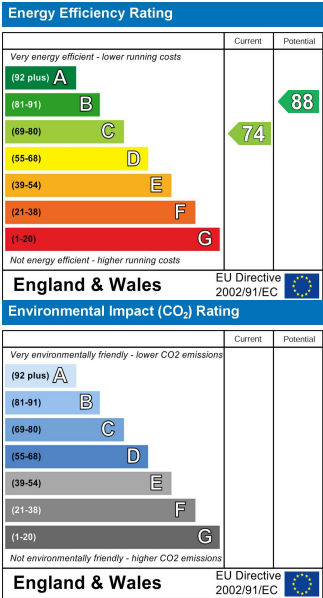 Energy Efficiency Rating
Current Potential
Very energy efficient - lower running costs
(92 plus) A
(81-91) B
88
(69-80) C
74
(55-68) D
(39-54) E
(21-38) F
(1-20) G
Not energy efficient - higher running costs
England & Wales
EU Directive
2002/91/EC
Environmental Impact (CO₂) Rating
Current Potential
Very environmentally friendly - lower CO2 emissions
(92 plus) A
(81-91) B
(69-80) C
(55-68) D
(39-54) E
(21-38) F
(1-20) G
Not environmentally friendly - higher CO2 emissions
England & Wales
EU Directive
2002/91/EC